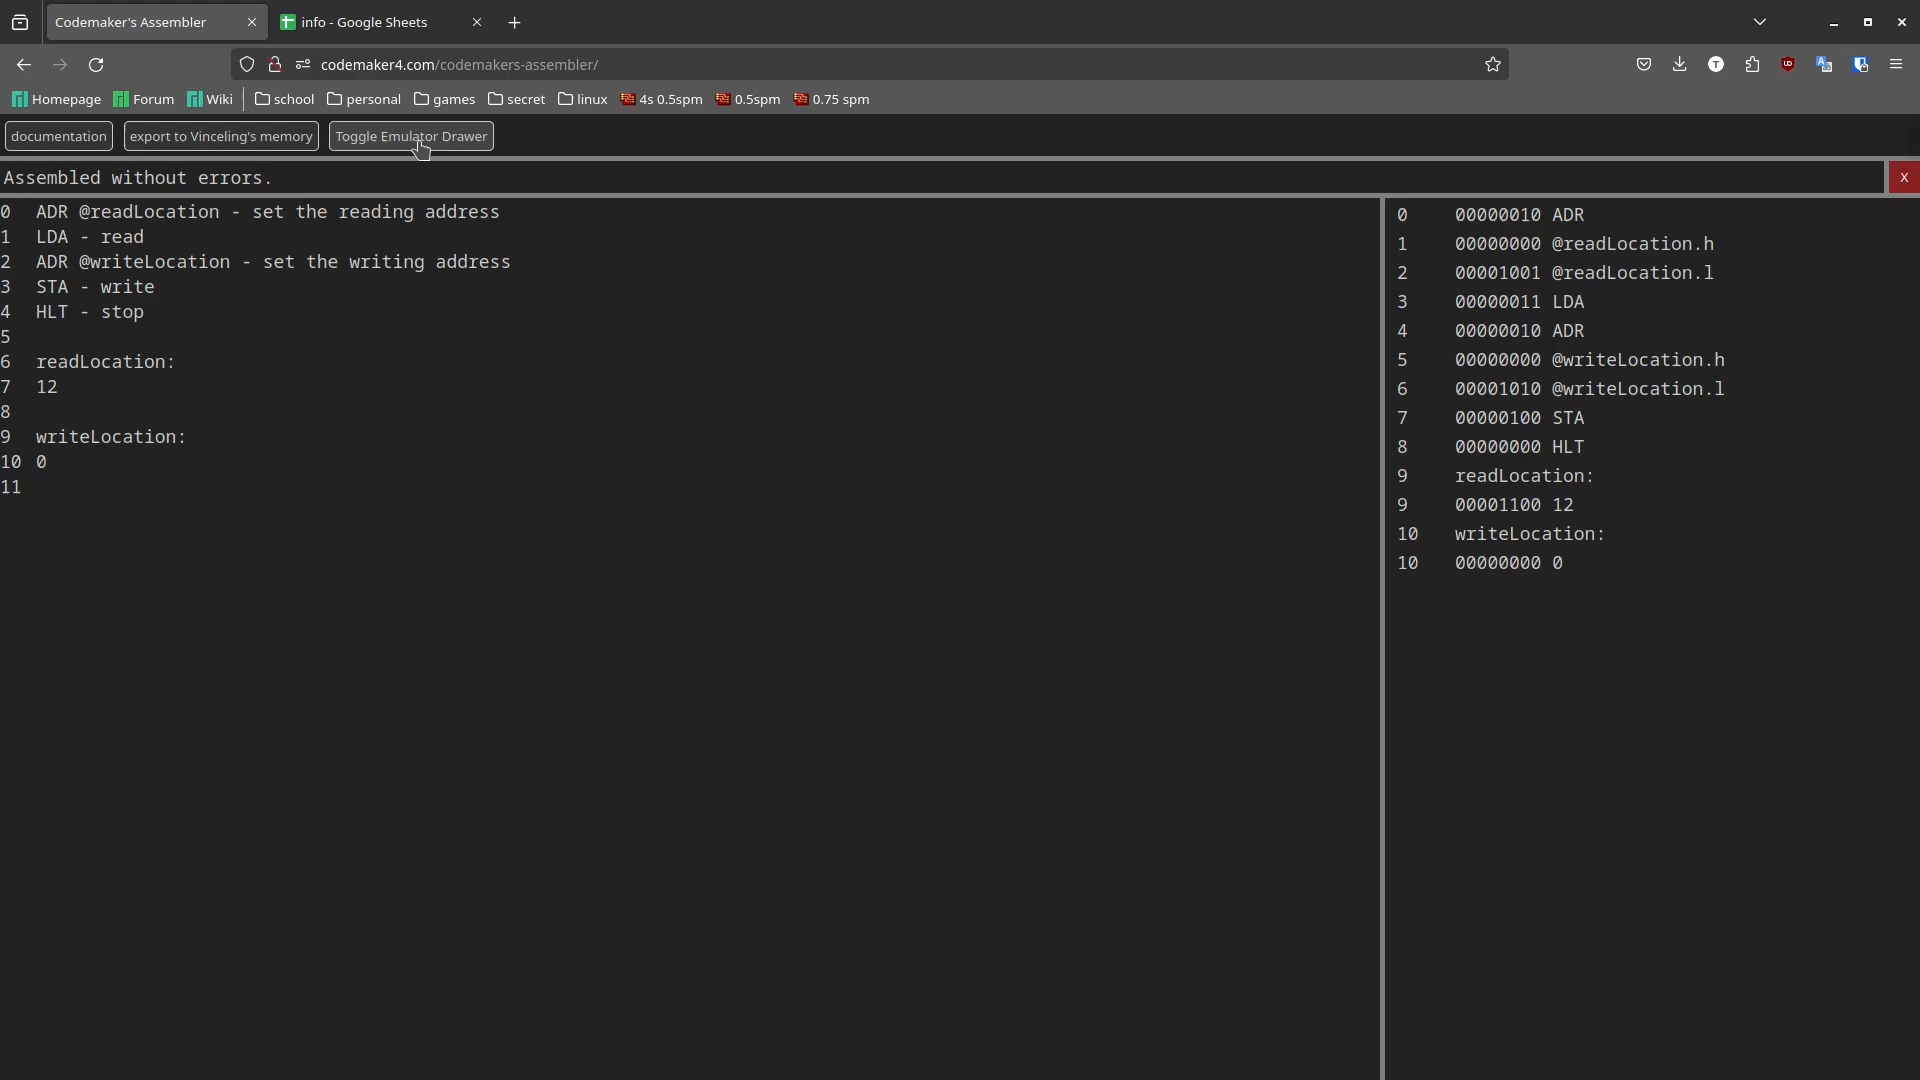 Codemaker's Assembler
info - Google Sheets
codemaker4.com/codemakers-assembler/
Homepage Forum Wiki school personal games secret linux 4s 0.5spm 0.5spm 0.75 spm
documentation export to Vinceling's memory Toggle Emulator Drawer
Assembled without errors. X
0 ADR @readLocation - set the reading address
1 LDA - read
2 ADR @writeLocation - set the writing address
3 STA - write
4 HLT - stop
5
6 readLocation:
7 12
8
9 writeLocation:
10 0
11
0 00000010 ADR
1 00000000 @readLocation.h
2 00001001 @readLocation.l
3 00000011 LDA
4 00000010 ADR
5 00000000 @writeLocation.h
6 00001010 @writeLocation.l
7 00000100 STA
8 00000000 HLT
9 readLocation:
9 00001100 12
10 writeLocation:
10 00000000 0